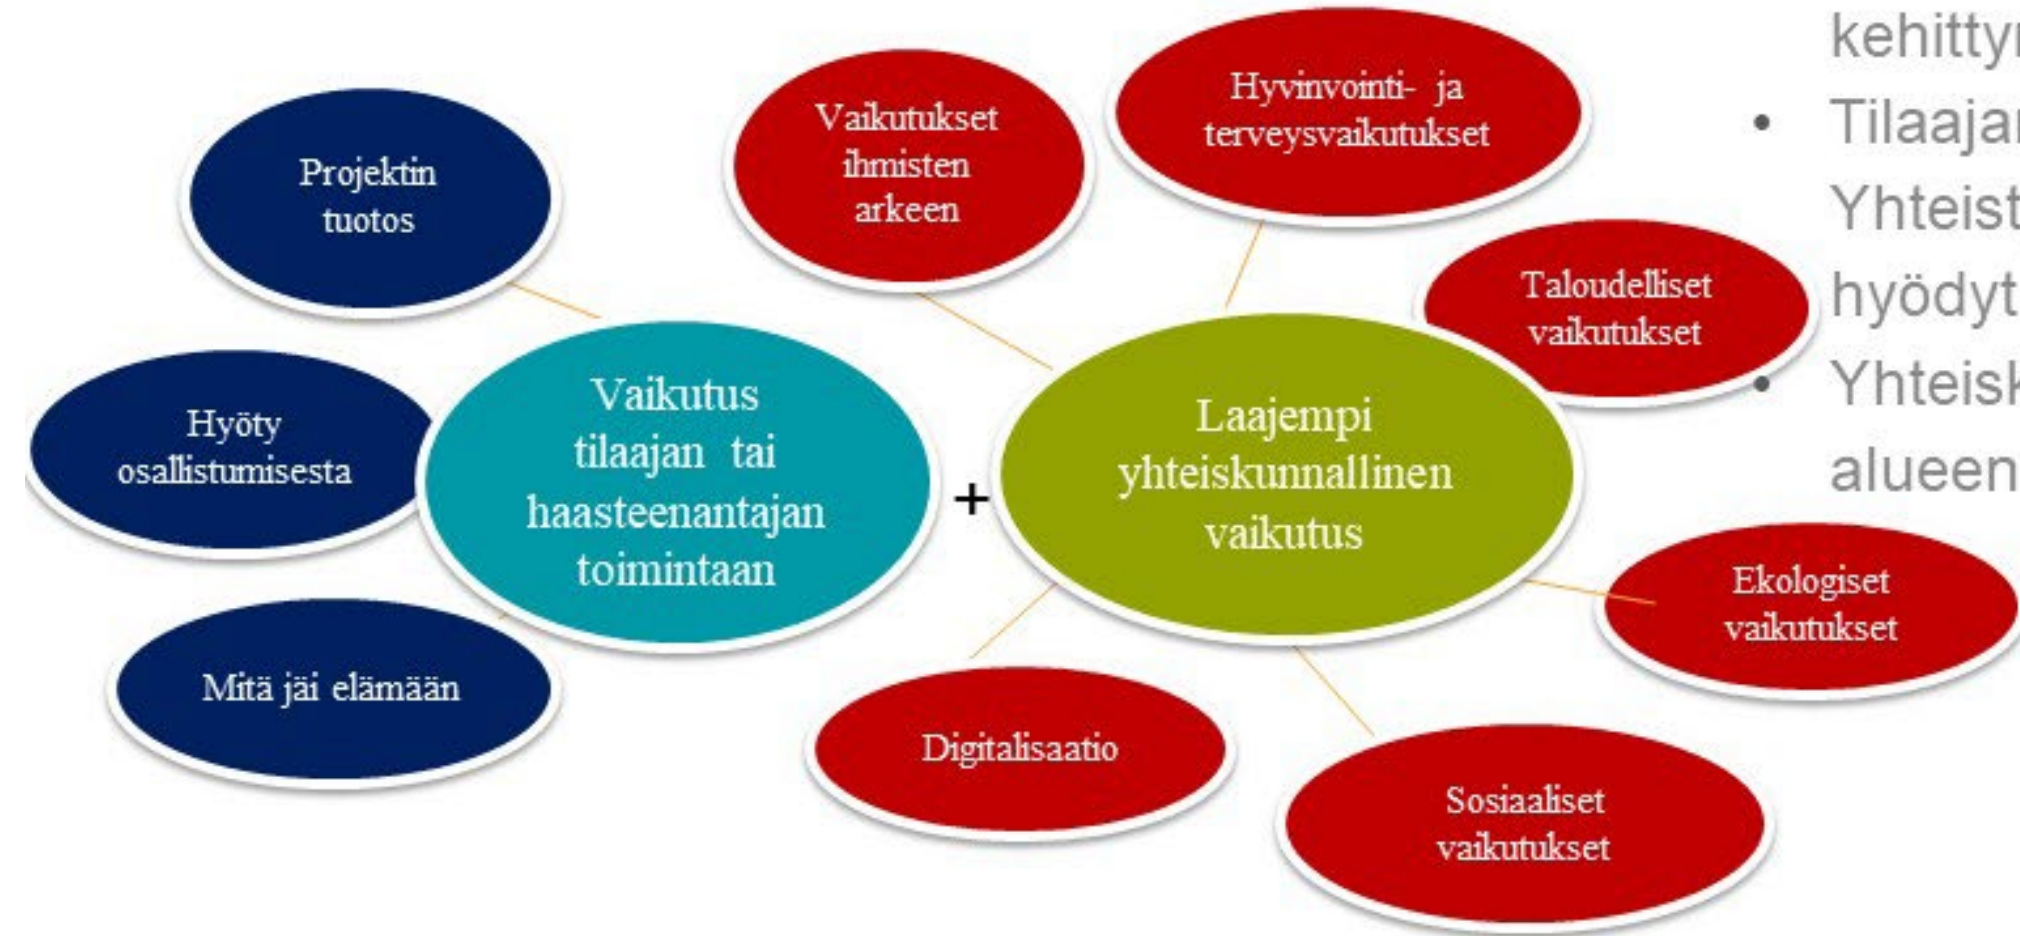 Projektin
tuotos
Hyöty
osallistumisesta
Mitä jäi elämään
Vaikutus
tilaajan tai
haasteenantajan
toimintaan
+
Laajempi
yhteiskunnallinen
vaikutus
Vaikutukset
ihmisten
arkeen
Hyvinvointi- ja
terveysvaikutukset
Taloudelliset
vaikutukset
Ekologiset
vaikutukset
Sosiaaliset
vaikutukset
Digitalisaatio
hyödyt
alueen